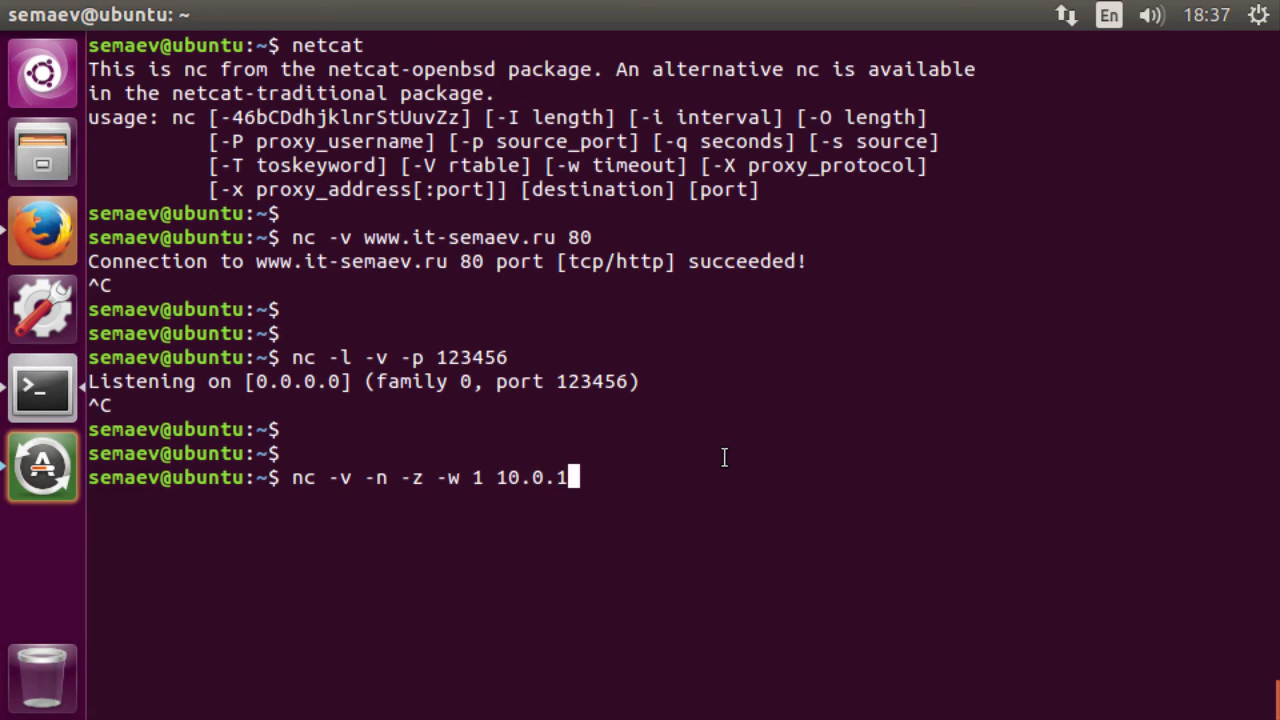 semaev@ubuntu: ~
En
18:37
semaev@ubuntu:~$ netcat
This is nc from the netcat-openbsd package. An alternative nc is available
in the netcat-traditional package.
usage: nc [-46bCDdhjklnrStUuvZz] [-I length] [-i interval] [-O length]
[-P proxy_username] [-p source_port] [-q seconds] [-s source]
[-T toskeyword] [-V rtable] [-w timeout] [-X proxy_protocol]
[-x proxy_address[:port]] [destination] [port]
semaev@ubuntu:~$
semaev@ubuntu:~$ nc -v www.it-semaev.ru 80
Connection to www.it-semaev.ru 80 port [tcp/http] succeeded!
^C
semaev@ubuntu:~$
semaev@ubuntu:~$
semaev@ubuntu:~$ nc -l -v -p 123456
Listening on [0.0.0.0] (family 0, port 123456)
^C
semaev@ubuntu:~$
semaev@ubuntu:~$
semaev@ubuntu:~$ nc -v -n -z -w 1 10.0.1